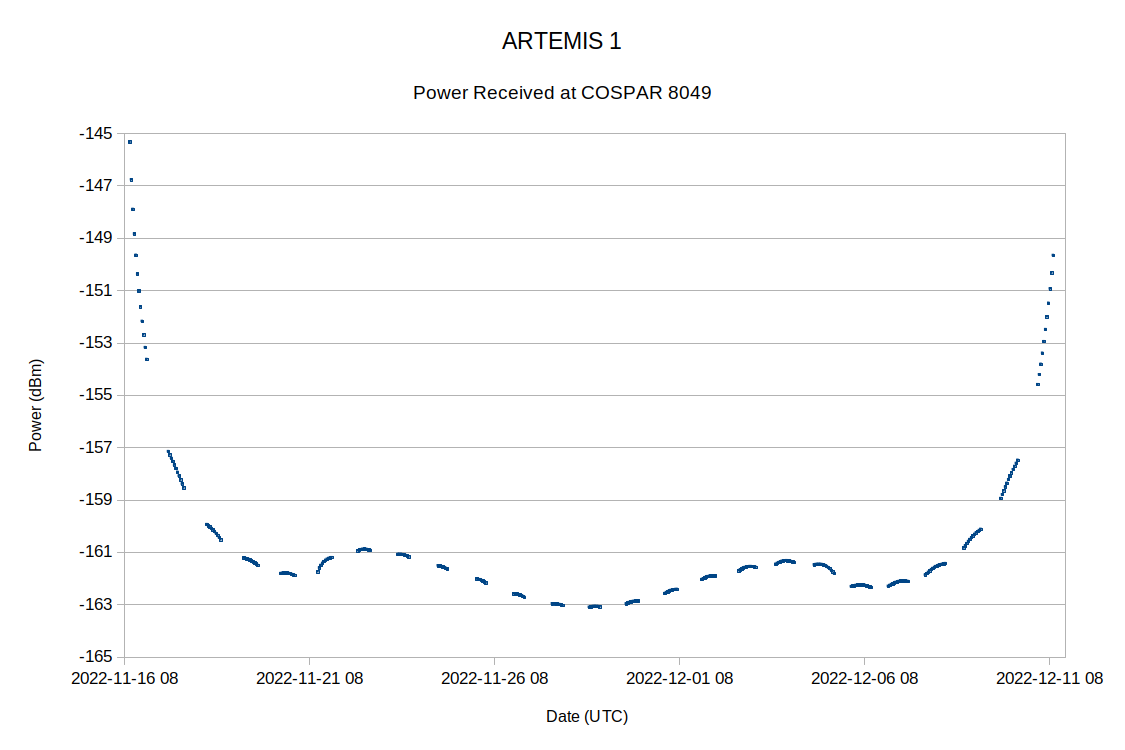 ARTEMIS 1
Power Received at COSPAR 8049
-145
-147
-149
-151
-153
-155
-157
-159
-161
-163
-165
Power (dBm)
2022-11-16 08 2022-11-21 08 2022-11-26 08 2022-12-01 08 2022-12-06 08 2022-12-11 08
Date (UTC)